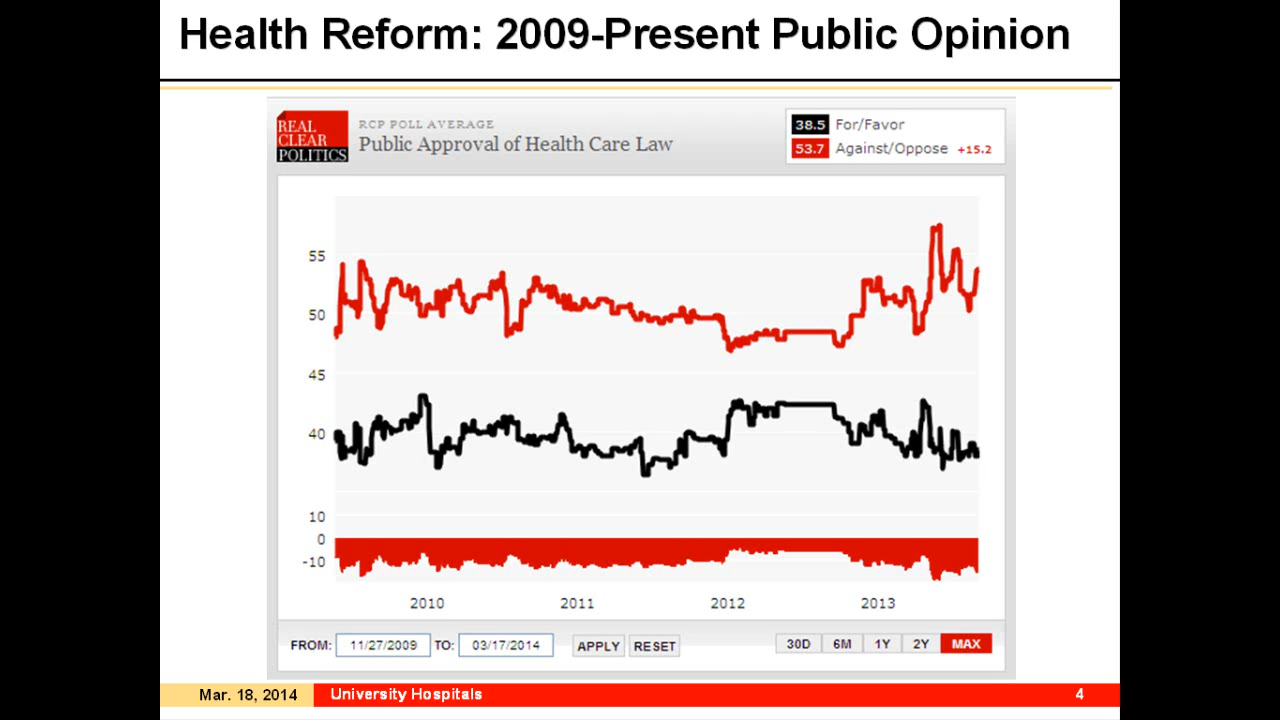 Health Reform: 2009-Present Public Opinion
REAL
CLEAR
POLITICS
RCP POLL AVERAGE
Public Approval of Health Care Law
38.5 For/Favor
53.7 Against/Oppose +15.2
55
50
45
40
10
0
-10
2010 2011 2012 2013
FROM: 11/27/2009 TO: 03/17/2014 APPLY RESET 30D 6M 1Y 2Y MAX
Mar. 18, 2014 University Hospitals 4